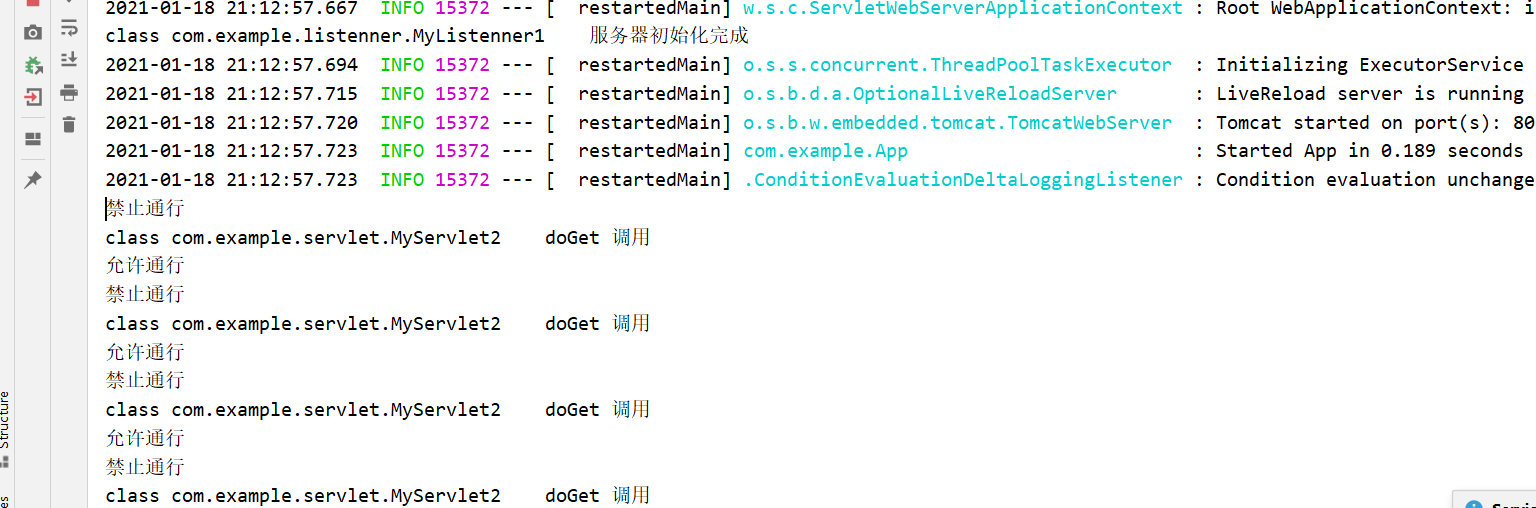 2021-01-18 21:12:57.667  INFO 15372 --- [  restartedMain] w.s.c.ServletWebServerApplicationContext : Root WebApplicationContext: i
class com.example.listenner.MyListenner1    服务器初始化完成
2021-01-18 21:12:57.694  INFO 15372 --- [  restartedMain] o.s.s.concurrent.ThreadPoolTaskExecutor  : Initializing ExecutorService
2021-01-18 21:12:57.715  INFO 15372 --- [  restartedMain] o.s.b.d.a.OptionalLiveReloadServer       : LiveReload server is running
2021-01-18 21:12:57.720  INFO 15372 --- [  restartedMain] o.s.b.w.embedded.tomcat.TomcatWebServer  : Tomcat started on port(s): 80
2021-01-18 21:12:57.723  INFO 15372 --- [  restartedMain] com.example.App                          : Started App in 0.189 seconds
2021-01-18 21:12:57.723  INFO 15372 --- [  restartedMain] .ConditionEvaluationDeltaLoggingListener : Condition evaluation unchange
禁止通行
class com.example.servlet.MyServlet2    doGet 调用
允许通行
禁止通行
class com.example.servlet.MyServlet2    doGet 调用
允许通行
禁止通行
class com.example.servlet.MyServlet2    doGet 调用
允许通行
禁止通行
class com.example.servlet.MyServlet2    doGet 调用
Structure